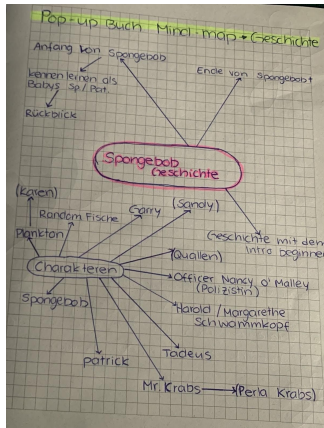 Pop-up Buch Mind-map → Geschichte
Anfang von Spongebob
Ende von Spongebob?
kennenlernen als
Babys Sp./Pat.
Rückblick
Spongebob
Geschichte
Geschichte mit dem
Intro beginnen
(Karen)
Plankton
Random Fische
Garry
(Sandy)
Charakteren
(Quallen)
Officer Nancy O'Malley
(Polizistin)
Harold / Margarethe
Schwammkopf
Spongebob
patrick
Tadeus
Mr. Krabs → (Perla Krabs)